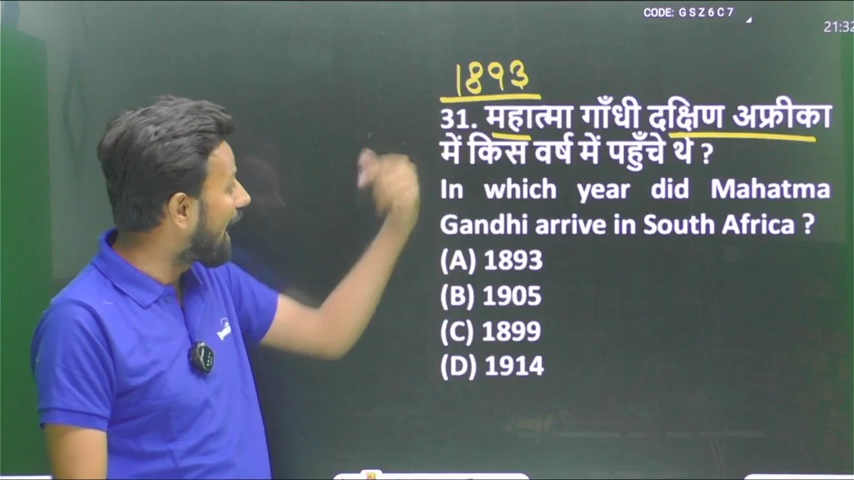 CODE: GSZ6C7
21:32
1893
31. महात्मा गाँधी दक्षिण अफ्रीका
में किस वर्ष में पहुँचे थे ?
In which year did Mahatma
Gandhi arrive in South Africa ?
(A) 1893
(B) 1905
(C) 1899
(D) 1914